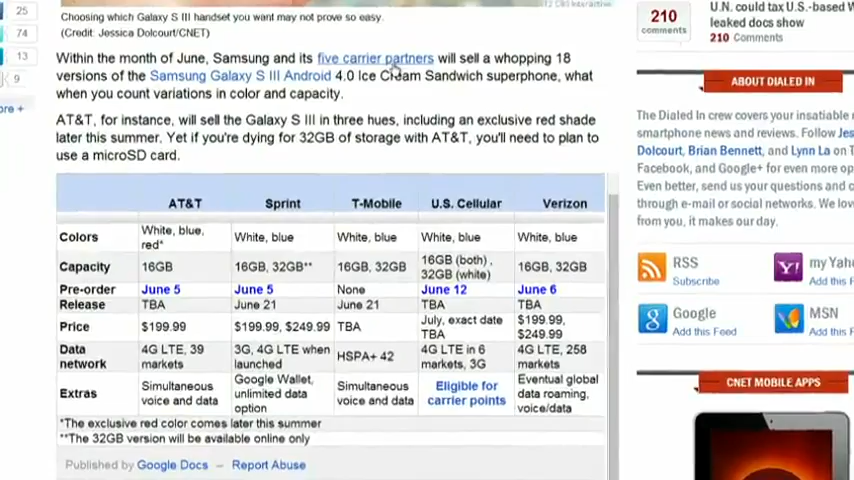 25
74
13
9
ore +
Choosing which Galaxy S III handset you want may not prove so easy.
(Credit: Jessica Dolcourt/CNET)
Within the month of June, Samsung and its five carrier partners will sell a whopping 18
versions of the Samsung Galaxy S III Android 4.0 Ice Cream Sandwich superphone, what
when you count variations in color and capacity.
AT&T, for instance, will sell the Galaxy S III in three hues, including an exclusive red shade
later this summer. Yet if you're dying for 32GB of storage with AT&T, you'll need to plan to
use a microSD card.
AT&T Sprint T-Mobile U.S. Cellular Verizon
Colors White, blue, red* White, blue White, blue White, blue White, blue
Capacity 16GB 16GB, 32GB** 16GB, 32GB 16GB (both) , 32GB (white) 16GB, 32GB
Pre-order June 5 June 5 None June 12 June 6
Release TBA June 21 June 21 TBA TBA
Price $199.99 $199.99, $249.99 TBA July, exact date TBA $199.99, $249.99
Data network 4G LTE, 39 markets 3G, 4G LTE when launched HSPA+ 42 4G LTE in 6 markets, 3G 4G LTE, 258 markets
Extras Simultaneous voice and data Google Wallet, unlimited data option Simultaneous voice and data Eligible for carrier points Eventual global data roaming, voice/data
*The exclusive red color comes later this summer
**The 32GB version will be available online only
Published by Google Docs – Report Abuse
210
comments
U.N. could tax U.S.-based W
leaked docs show
210 Comments
ABOUT DIALED IN
The Dialed In crew covers your insatiable
smartphone news and reviews. Follow Jes
Dolcourt, Brian Bennett, and Lynn La on T
Facebook, and Google+ for even more op
Even better, send us your questions and c
through e-mail or social networks. We lov
from you, it makes our day.
RSS
Subscribe
my Yaho
Add this F
Google
Add this Feed
MSN
Add this F
CNET MOBILE APPS